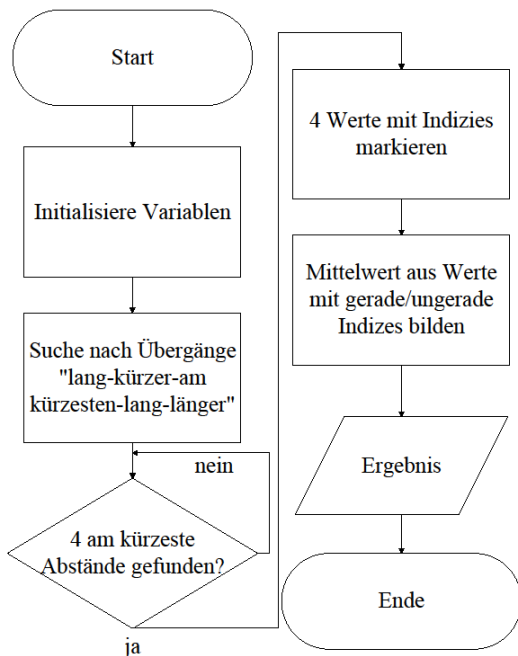 Start
Initialisiere Variablen
Suche nach Übergänge
"lang-kürzer-am
kürzesten-lang-länger"
nein
4 am kürzeste
Abstände gefunden?
ja
4 Werte mit Indizies
markieren
Mittelwert aus Werte
mit gerade/ungerade
Indizes bilden
Ergebnis
Ende